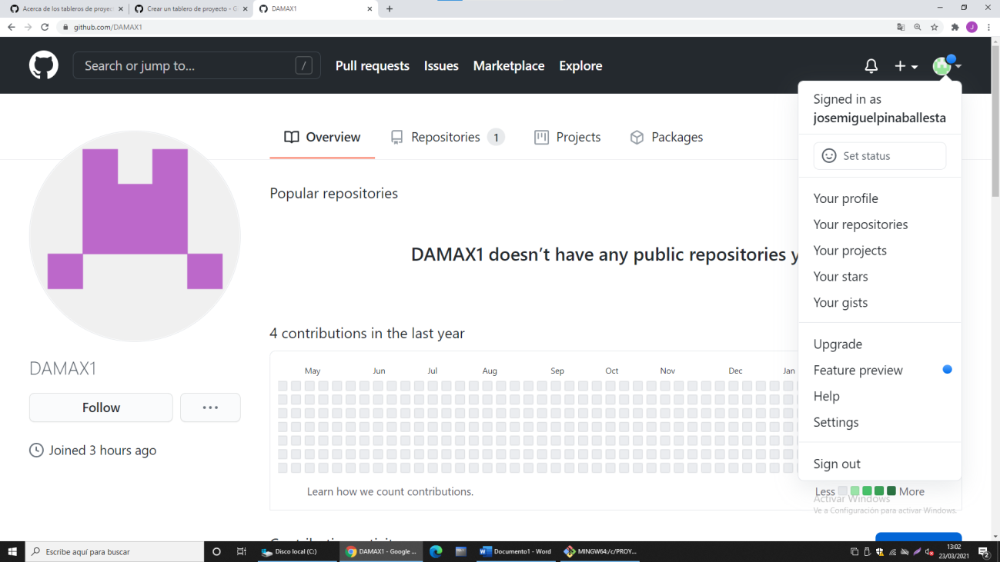 Acerca de los tableros de proyect
Crear un tablero de proyecto - G
DAMAX1
github.com/DAMAX1
J
Search or jump to...
/
Pull requests
Issues
Marketplace
Explore
Signed in as
josemiguelpinaballesta
Set status
Your profile
Your repositories
Your projects
Your stars
Your gists
Upgrade
Feature preview
Help
Settings
Sign out
Overview
Repositories 1
Projects
Packages
Popular repositories
DAMAX1 doesn’t have any public repositories y
4 contributions in the last year
May Jun Jul Aug Sep Oct Nov Dec Jan
Learn how we count contributions.
Less More
DAMAX1
Follow
Joined 3 hours ago
Activar Windows
Ve a Configuración para activar Windows.
Escribe aquí para buscar
Disco local (C:)
DAMAX1 - Google ...
Documento1 - Word
MINGW64:/c/PROY...
13:02
23/03/2021
2